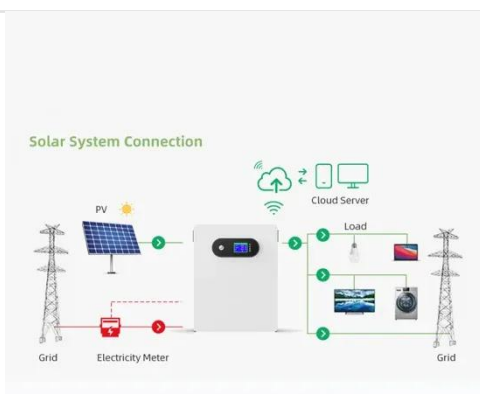 Solar System Connection
Cloud Server
PV
Load
Grid
Electricity Meter
Grid